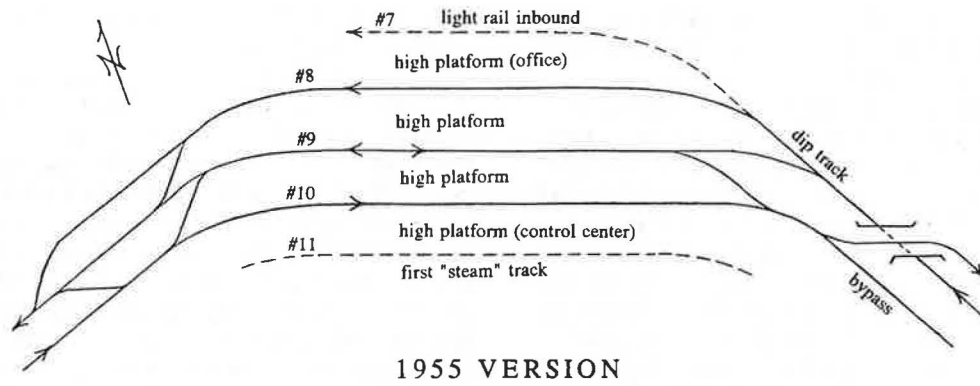 #7 light rail inbound
high platform (office)
#8
high platform
#9
high platform
#10
high platform (control center)
#11
first "steam" track
dip track
bypass
N
1955 VERSION